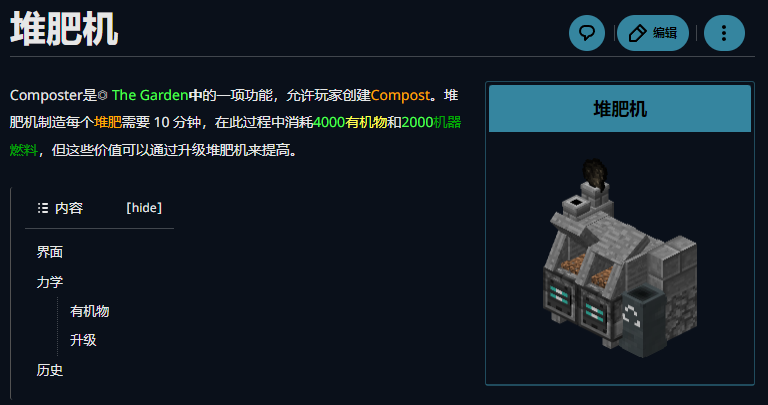 堆肥机
编辑
Composter是⏣ The Garden中的一项功能，允许玩家创建Compost。堆
肥机制造每个堆肥需要 10 分钟，在此过程中消耗4000有机物和2000机器
燃料，但这些价值可以通过升级堆肥机来提高。
堆肥机
内容 [hide]
界面
力学
有机物
升级
历史